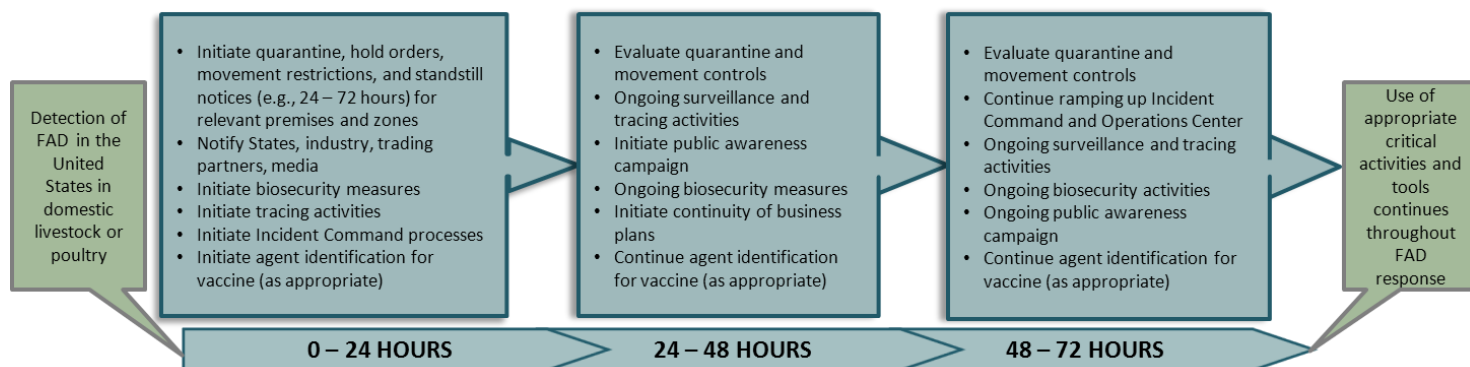 Detection of
FAD in the
United
States in
domestic
livestock or
poultry
• Initiate quarantine, hold orders,
movement restrictions, and standstill
notices (e.g., 24 – 72 hours) for
relevant premises and zones
• Notify States, industry, trading
partners, media
• Initiate biosecurity measures
• Initiate tracing activities
• Initiate Incident Command processes
• Initiate agent identification for
vaccine (as appropriate)
• Evaluate quarantine and
movement controls
• Ongoing surveillance and
tracing activities
• Initiate public awareness
campaign
• Ongoing biosecurity measures
• Initiate continuity of business
plans
• Continue agent identification
for vaccine (as appropriate)
• Evaluate quarantine and
movement controls
• Continue ramping up Incident
Command and Operations Center
• Ongoing surveillance and tracing
activities
• Ongoing biosecurity activities
• Ongoing public awareness
campaign
• Continue agent identification for
vaccine (as appropriate)
Use of
appropriate
critical
activities and
tools
continues
throughout
FAD
response
0 – 24 HOURS
24 – 48 HOURS
48 – 72 HOURS